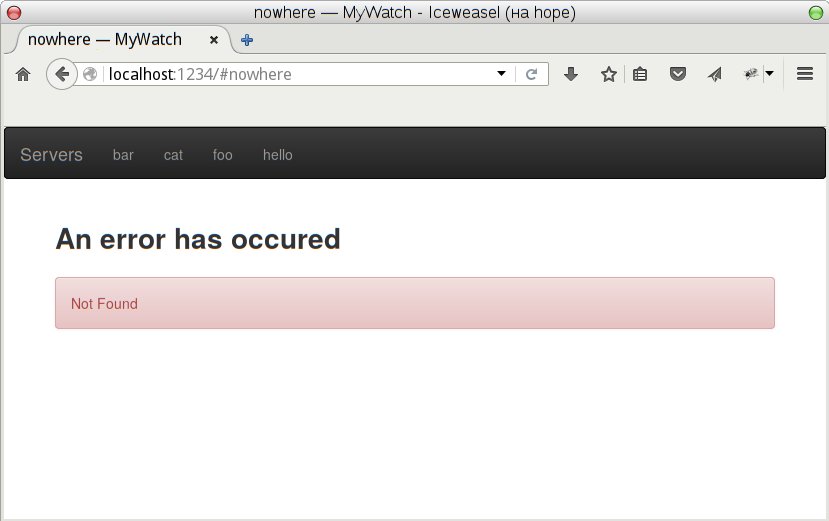 nowhere — MyWatch - Iceweasel (на hope)
nowhere — MyWatch
localhost:1234/#nowhere
Servers bar cat foo hello
An error has occured
Not Found